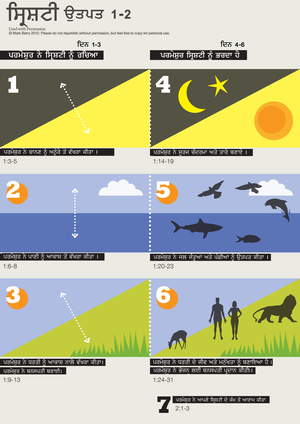 ਸ੍ਰਿਸ਼ਟੀ ਉਤਪਤ 1-2
Used with Permission
© Mark Barry 2012. Please do not republish without permission, but feel free to copy for personal use.
ਦਿਨ 1-3
ਪਰਮੇਸ਼ੁਰ ਨੇ ਸ੍ਰਿਸ਼ਟੀ ਨੂੰ ਰਚਿਆ
ਦਿਨ 4-6
ਪਰਮੇਸ਼ੁਰ ਸ੍ਰਿਸ਼ਟੀ ਨੂੰ ਭਰਦਾ ਹੈ
1
ਪਰਮੇਸ਼ੁਰ ਨੇ ਚਾਨਣ ਨੂੰ ਅਨ੍ਹੇਰੇ ਤੋਂ ਵੱਖਰਾ ਕੀਤਾ ।
1:3-5
4
ਪਰਮੇਸ਼ੁਰ ਨੇ ਸੂਰਜ ਚੰਦਰਮਾ ਅਤੇ ਤਾਰੇ ਬਣਾਏ ।
1:14-19
2
ਪਰਮੇਸ਼ੁਰ ਨੇ ਪਾਣੀ ਨੂੰ ਆਕਾਸ਼ ਤੋਂ ਵੱਖਰਾ ਕੀਤਾ ।
1:6-8
5
ਪਰਮੇਸ਼ੁਰ ਨੇ ਜਲ ਜੰਤੂਆਂ ਅਤੇ ਪੰਛੀਆਂ ਨੂੰ ਉਤਪਤ ਕੀਤਾ ।
1:20-23
3
ਪਰਮੇਸ਼ੁਰ ਨੇ ਧਰਤੀ ਨੂੰ ਆਕਾਸ਼ ਨਾਲੋਂ ਵੱਖਰਾ ਕੀਤਾ।
ਪਰਮੇਸ਼ੁਰ ਨੇ ਬਨਸਪਤੀ ਬਣਾਈ।
1:9-13
6
ਪਰਮੇਸ਼ੁਰ ਨੇ ਧਰਤੀ ਦੇ ਜੀਵ ਅਤੇ ਮਨੁੱਖਤਾ ਨੂੰ ਬਣਾਇਆ ਹੈ ।
ਪਰਮੇਸ਼ੁਰ ਨੇ ਭੋਜਨ ਲਈ ਬਨਸਪਤੀ ਪ੍ਰਦਾਨ ਕੀਤੀ।
1:24-31
7
ਪਰਮੇਸ਼ੁਰ ਨੇ ਆਪਣੇ ਸ੍ਰਿਸ਼ਟੀ ਦੇ ਕੰਮ ਤੋਂ ਆਰਾਮ ਕੀਤਾ
2:1-3